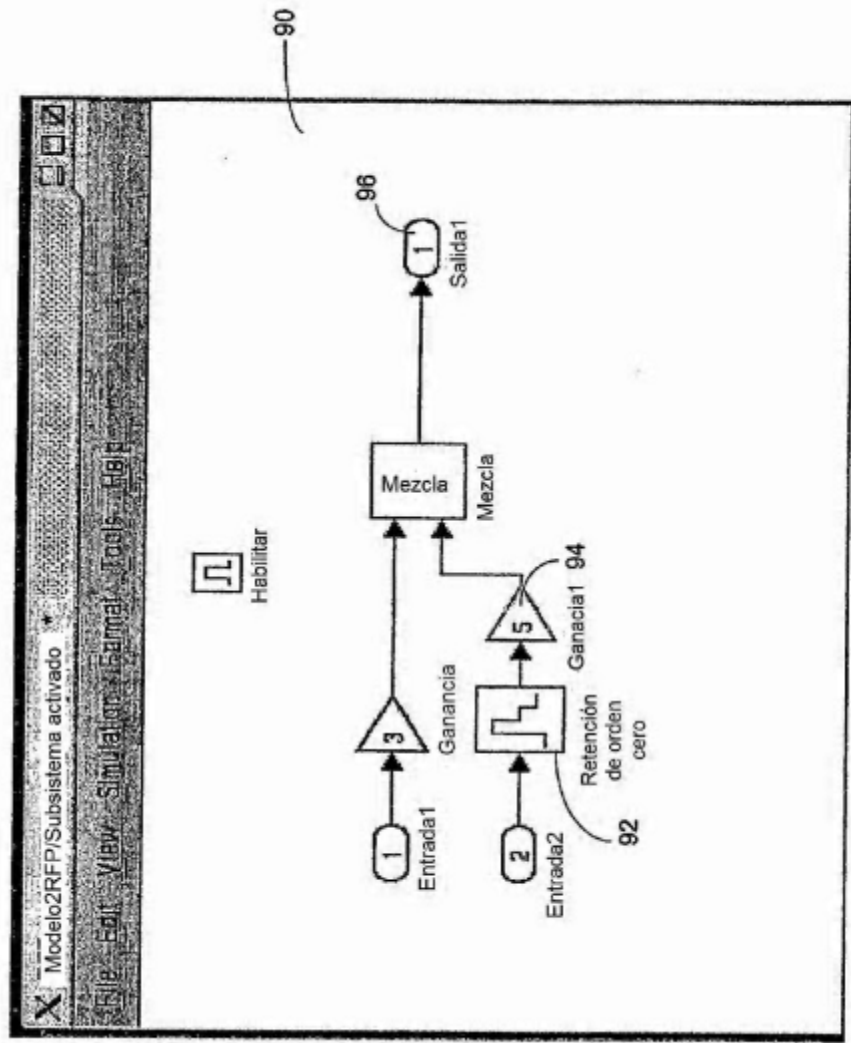 Modelo2RFP/Subsistema activado *
File Edit View Simulation Format Tools Help
90
Habilitar
1
Entrada1
3
Ganancia
Mezcla
Mezcla
1
96
Salida1
2
Entrada2
92
Retención
de orden
cero
5
94
Ganacia1